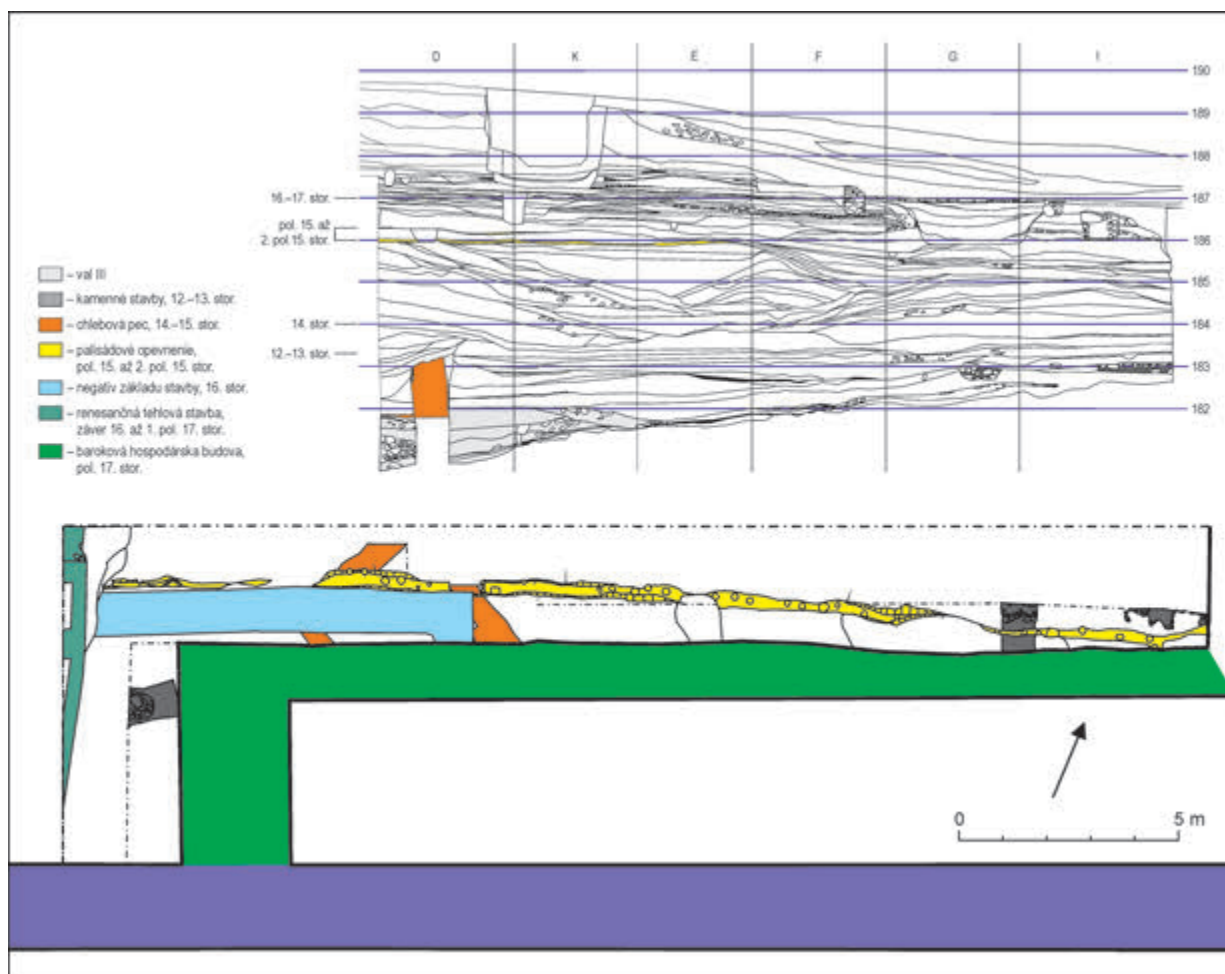 D K E F G I
190
189
188
16.–17. stor. 187
pol. 15. až
2. pol.15. stor. 186
185
14. stor. 184
12.–13. stor.
183
182
– val III
– kamenné stavby, 12.–13. stor.
– chlebová pec, 14.–15. stor.
– palisádové opevnenie,
pol. 15. až 2. pol. 15. stor.
– negatív základu stavby, 16. stor.
– renesančná tehlová stavba,
záver 16. až 1. pol. 17. stor.
– baroková hospodárska budova,
pol. 17. stor.
0 5 m